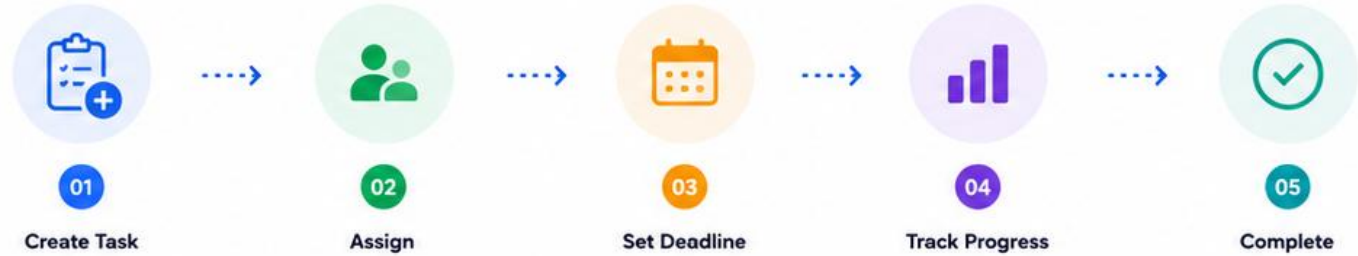 01 02 03 04 05
Create Task Assign Set Deadline Track Progress Complete